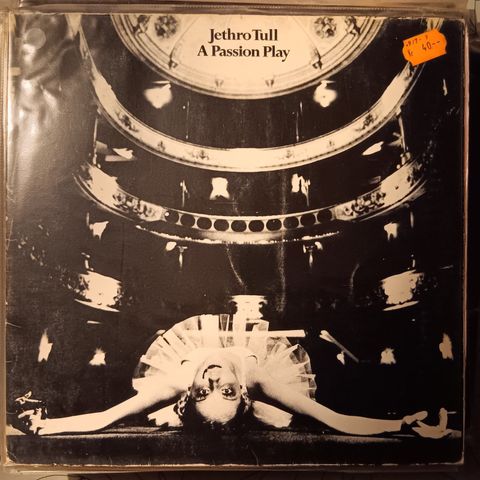 Jethro Tull
A Passion Play
40-